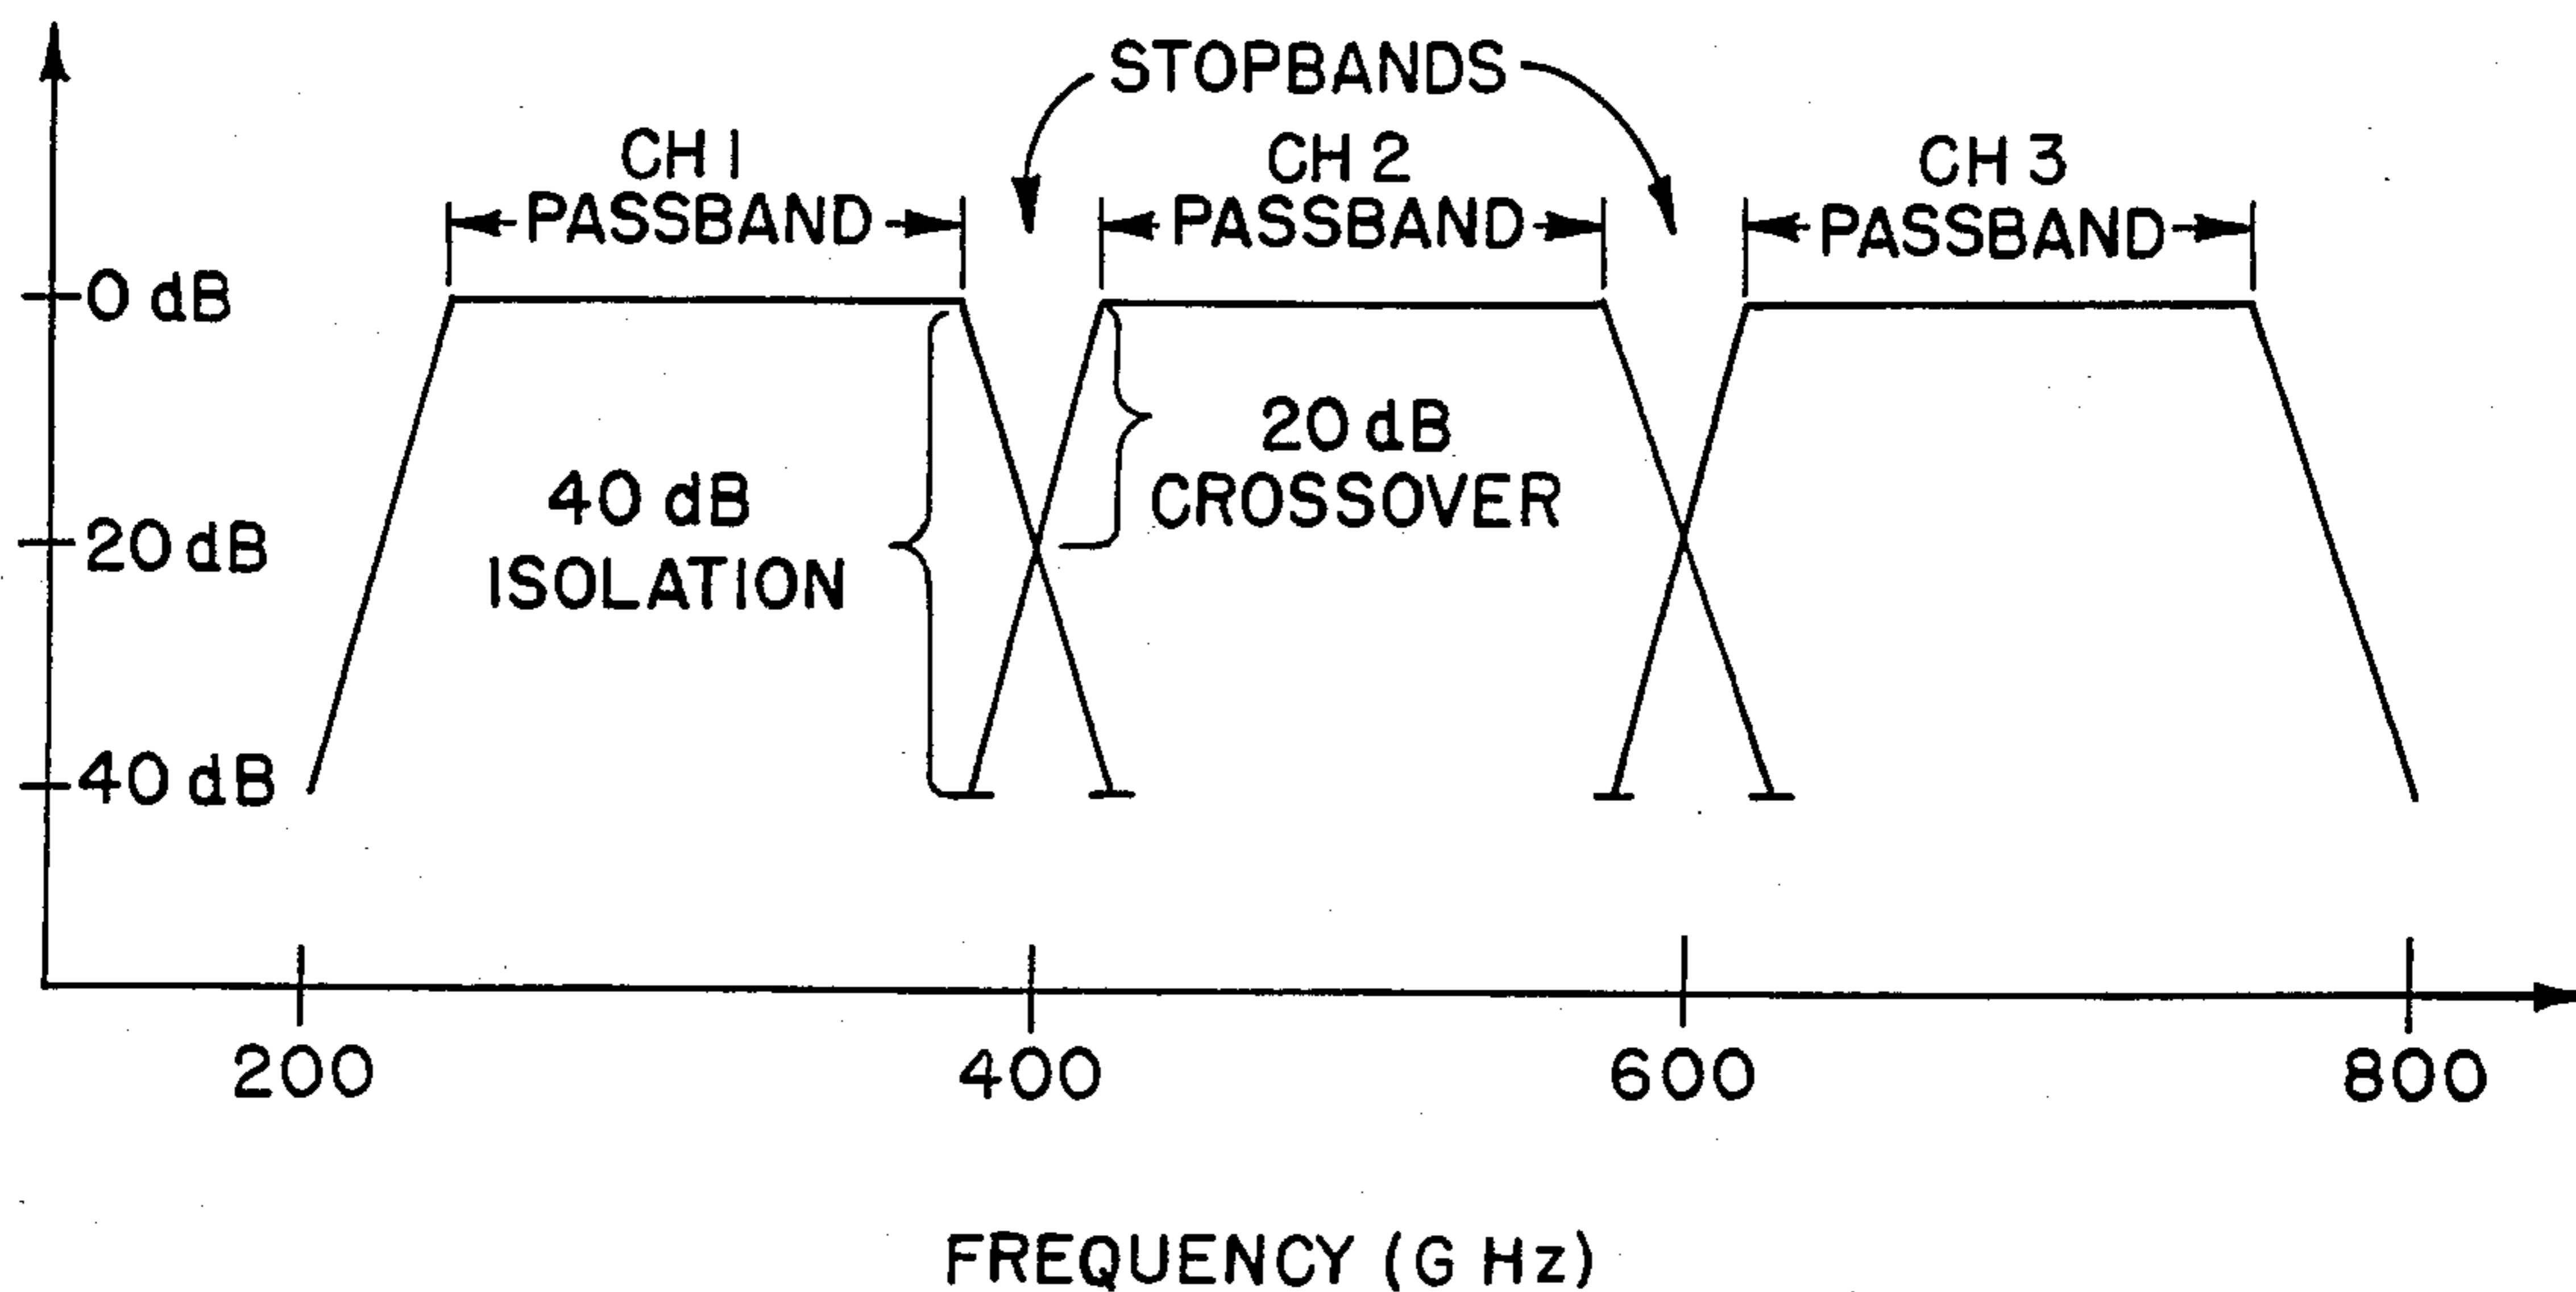 STOPBANDS
CH 1
PASSBAND
CH 2
PASSBAND
CH 3
PASSBAND
0 dB
20 dB
40 dB
40 dB
ISOLATION
20 dB
CROSSOVER
200
400
600
800
FREQUENCY (G Hz)